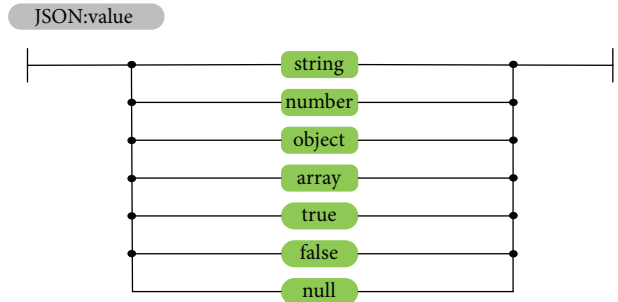 JSON:value
string
number
object
array
true
false
null